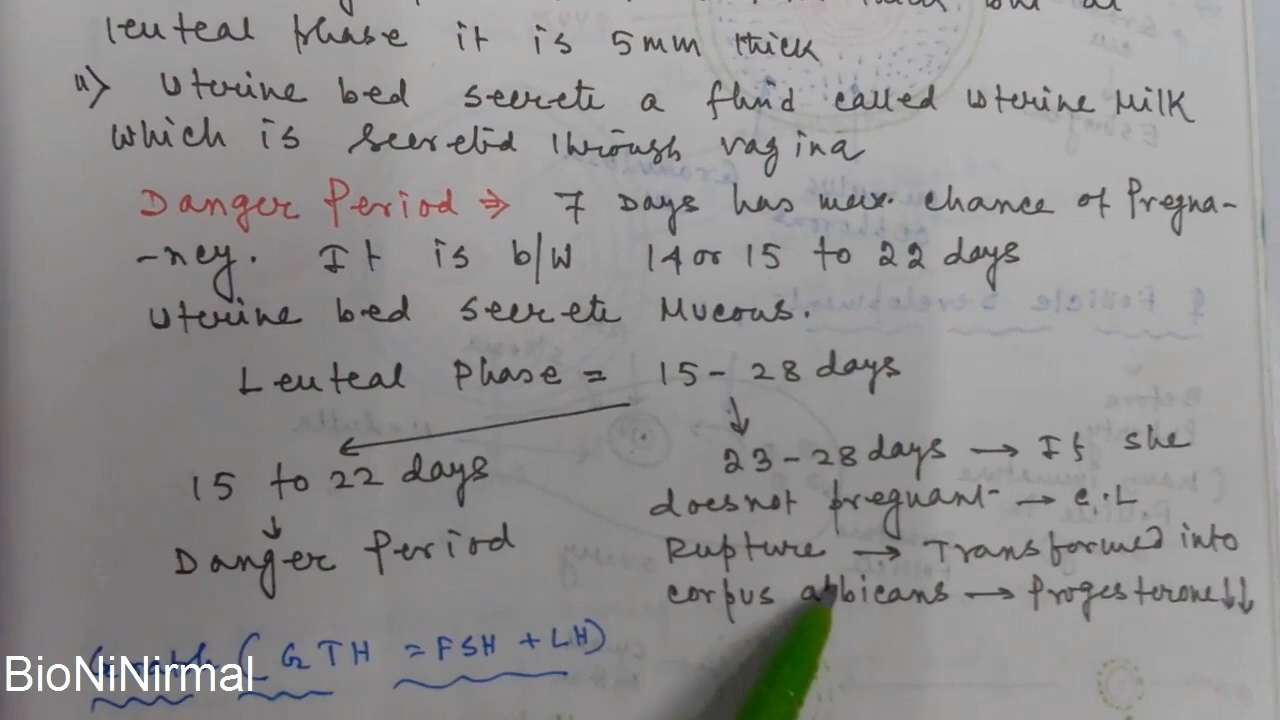 leuteal phase it is 5mm thick
ii) Uterine bed secrete a fluid called Uterine Milk
which is secreted through vagina
Danger Period ⇒ 7 Days has max. chance of Pregna-
-ncy. It is b/w 14 or 15 to 22 days
Uterine bed secrete Mucous.
Leuteal Phase = 15 - 28 days
15 to 22 days
↓
Danger Period
↓
23 - 28 days → If she
does not pregnant → C.L
Rupture → Transformed into
corpus albicans → Progesterone ↓↓
(GTH = FSH + LH)
BioNiNirmal